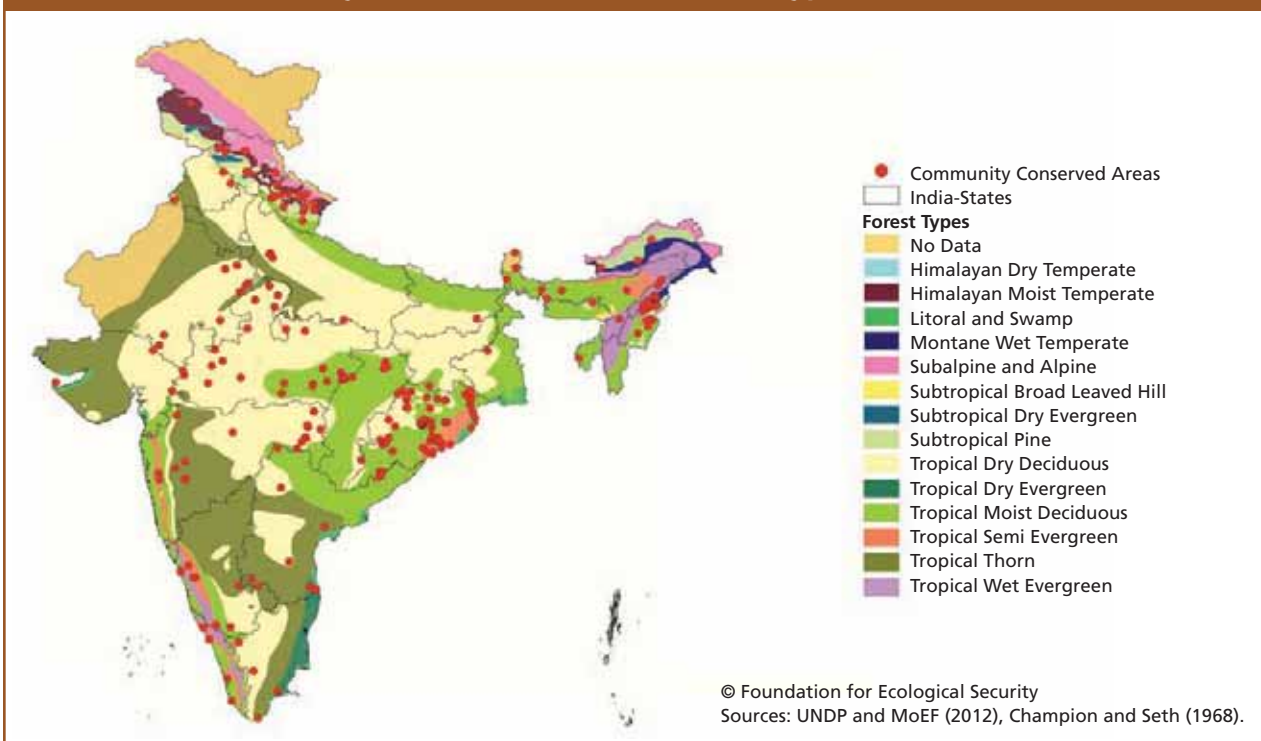 Community Conserved Areas
India-States
Forest Types
No Data
Himalayan Dry Temperate
Himalayan Moist Temperate
Litoral and Swamp
Montane Wet Temperate
Subalpine and Alpine
Subtropical Broad Leaved Hill
Subtropical Dry Evergreen
Subtropical Pine
Tropical Dry Deciduous
Tropical Dry Evergreen
Tropical Moist Deciduous
Tropical Semi Evergreen
Tropical Thorn
Tropical Wet Evergreen
© Foundation for Ecological Security
Sources: UNDP and MoEF (2012), Champion and Seth (1968).